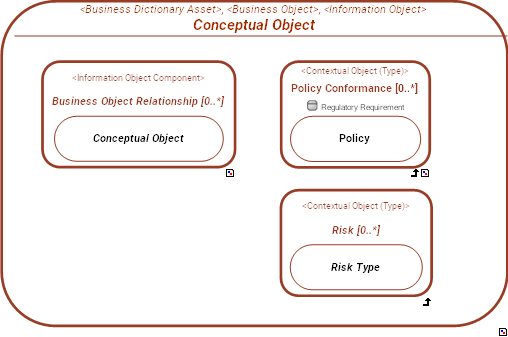 <Business Dictionary Asset>, <Business Object>, <Information Object>
Conceptual Object
<Information Object Component>
Business Object Relationship [0..*]
Conceptual Object
<Contextual Object (Type)>
Policy Conformance [0..*]
Regulatory Requirement
Policy
<Contextual Object (Type)>
Risk [0..*]
Risk Type